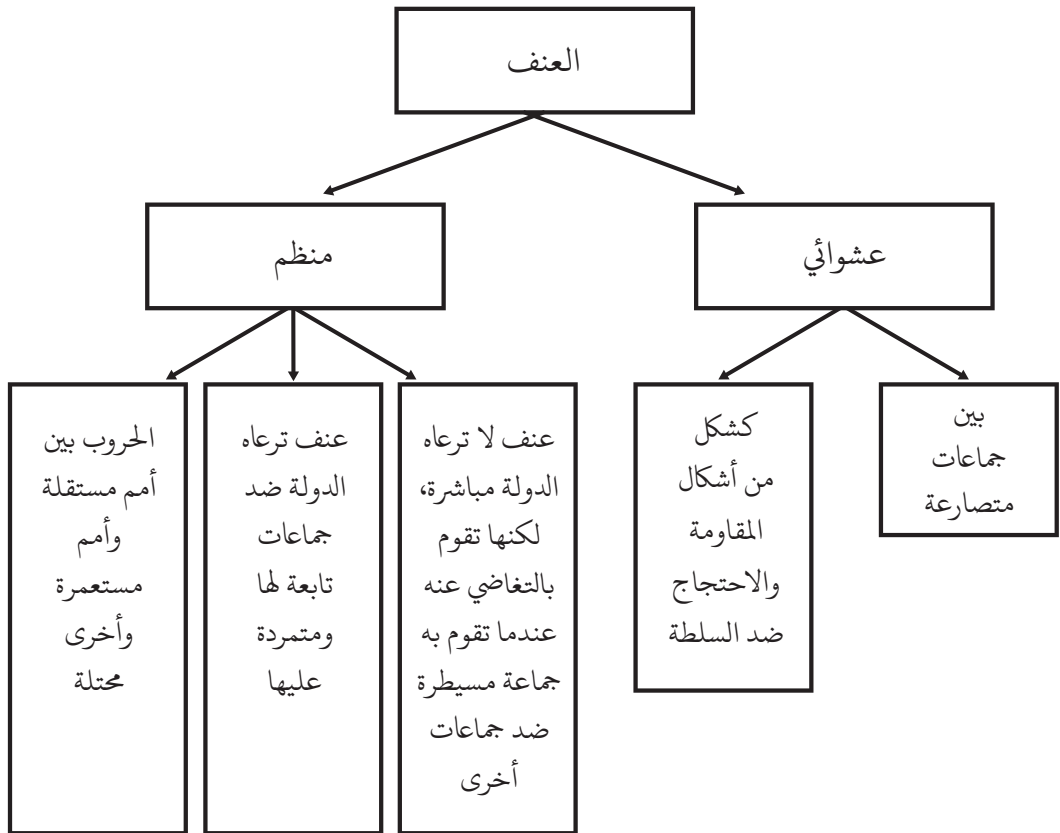 العنف
عشوائي
منظم
بين
جماعات
متصارعة
كشكل
من أشكال
المقاومة
والاحتجاج
ضد السلطة
عنف لا ترعاه
الدولة مباشرة،
لكنها تقوم
بالتغاضي عنه
عندما تقوم به
جماعة مسيطرة
ضد جماعات
أخرى
عنف ترعاه
الدولة ضد
جماعات
تابعة لها
ومتمردة
عليها
الحروب بين
أمم مستقلة
وأمم
مستعمرة
وأخرى
محتلة